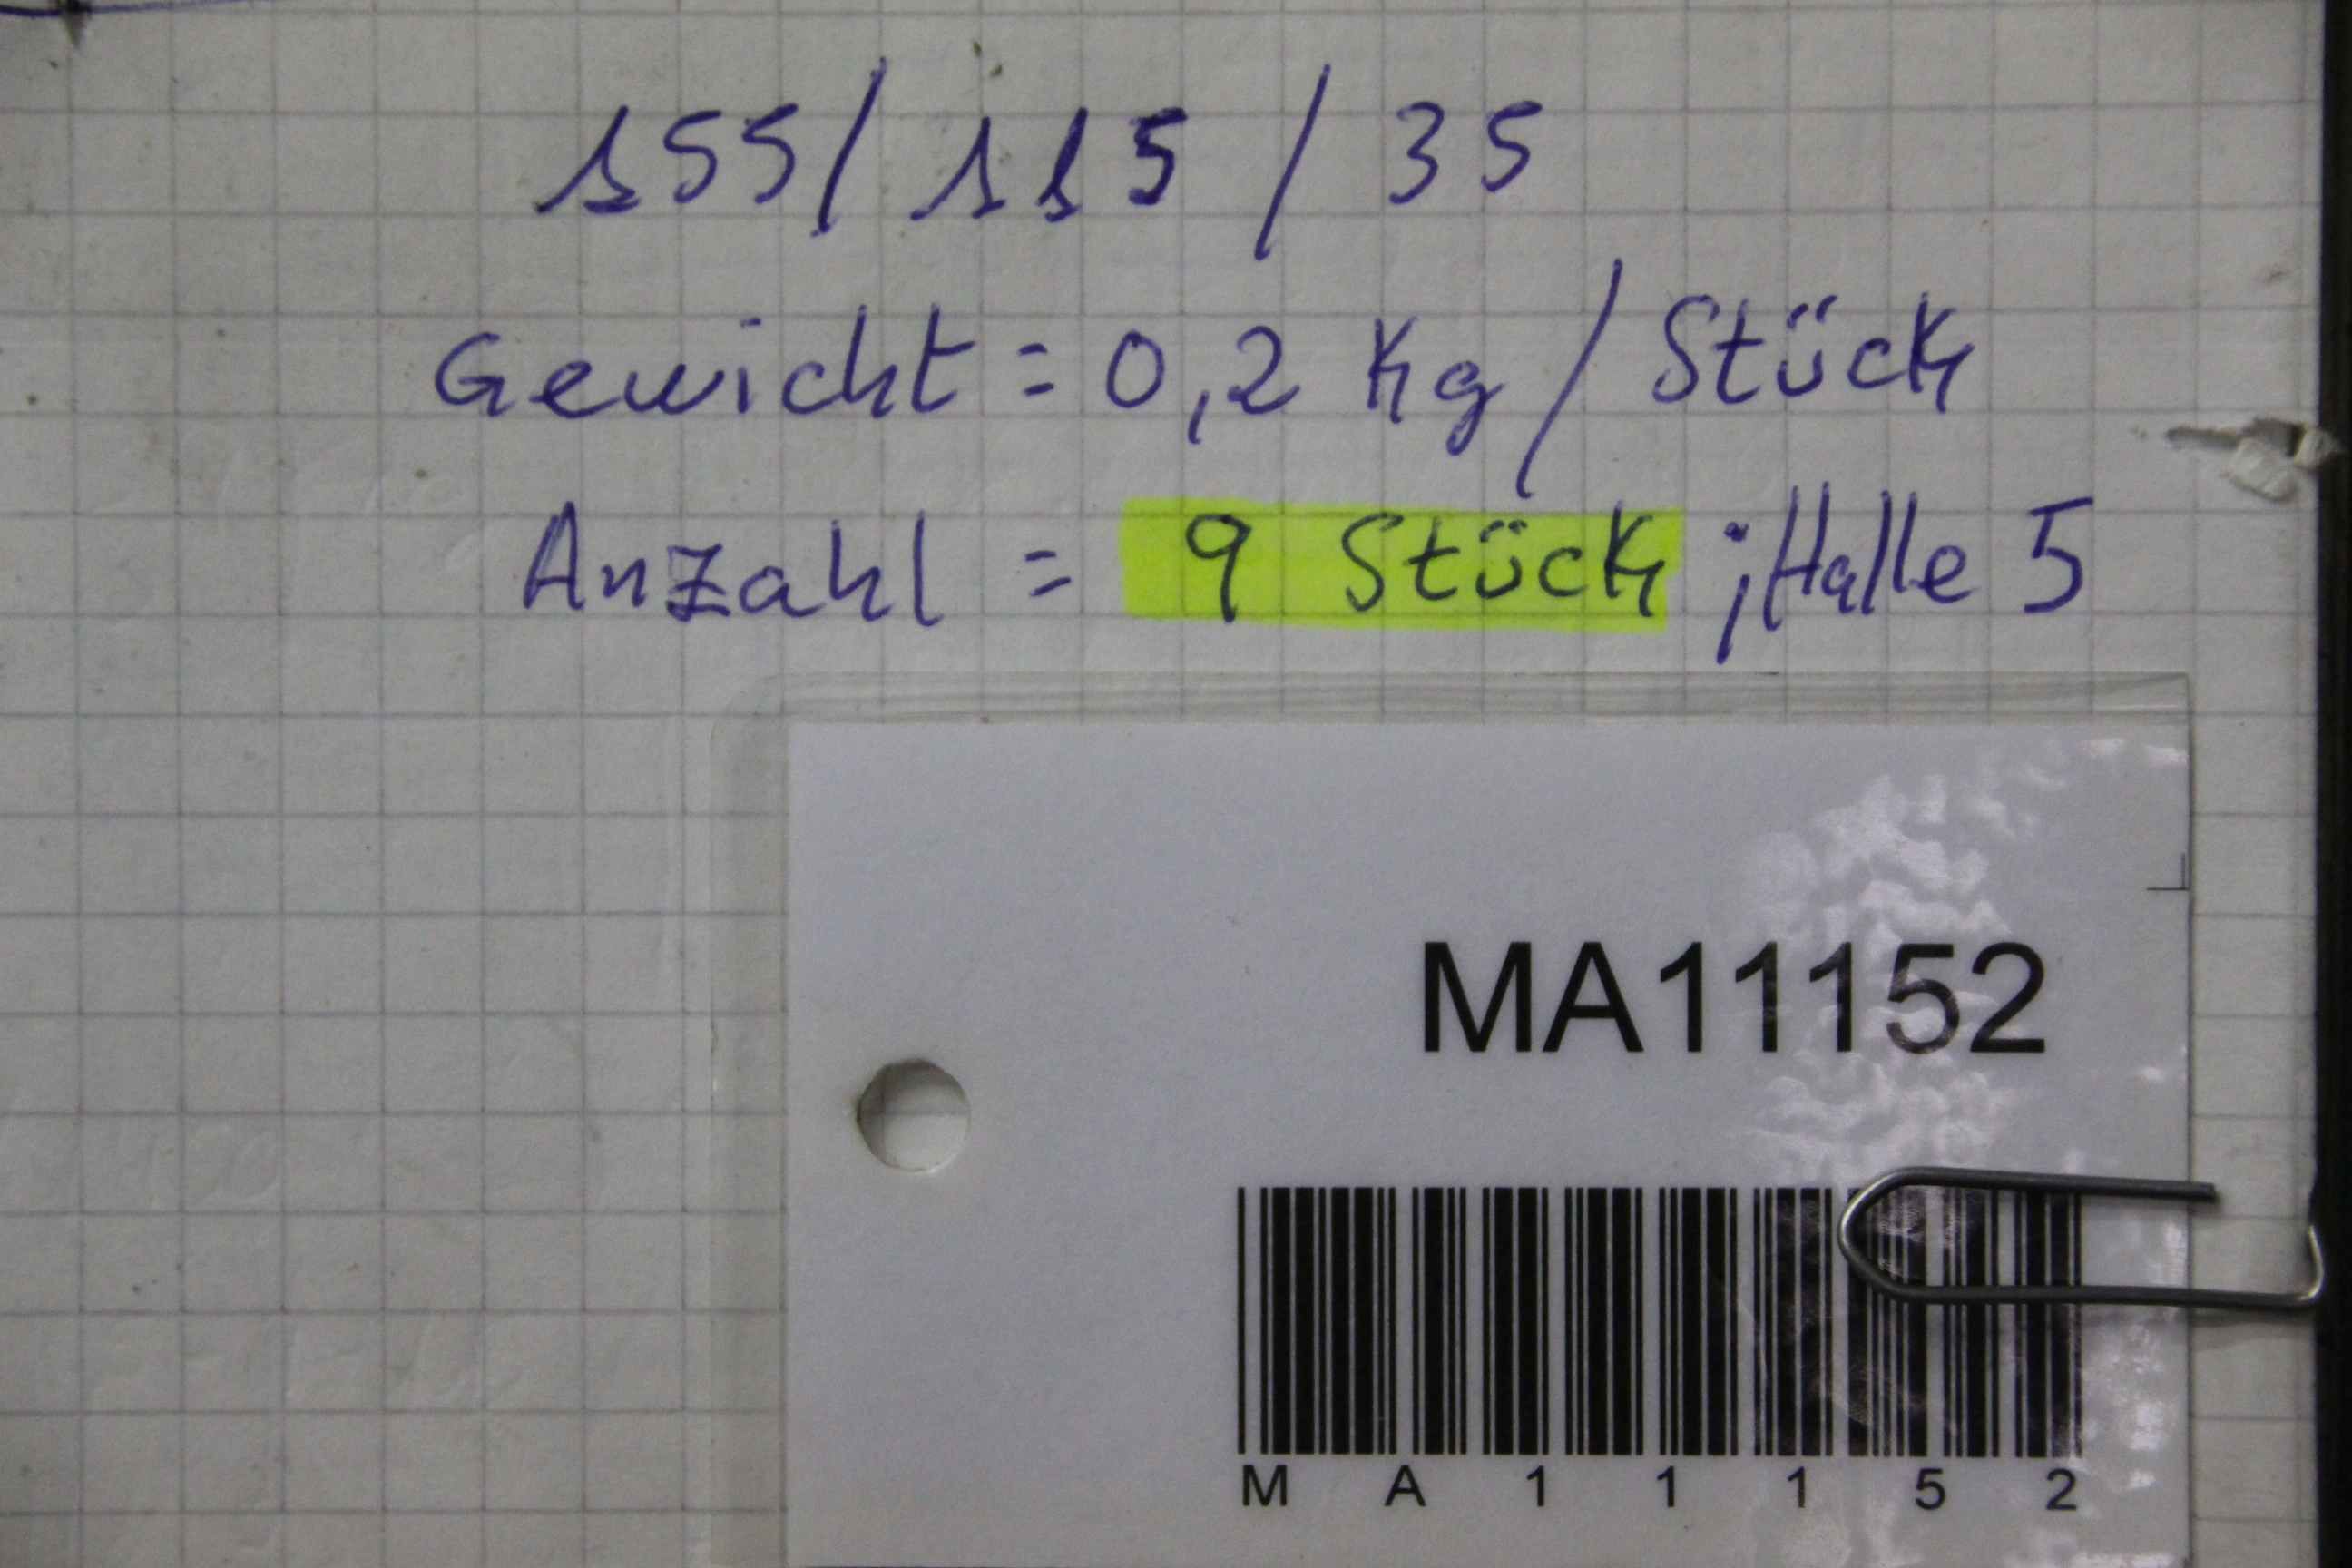 155/ 115 / 35
Gewicht = 0,2 Kg / Stück
Anzahl = 9 Stück ; Halle 5
MA11152
M A 1 1 1 5 2